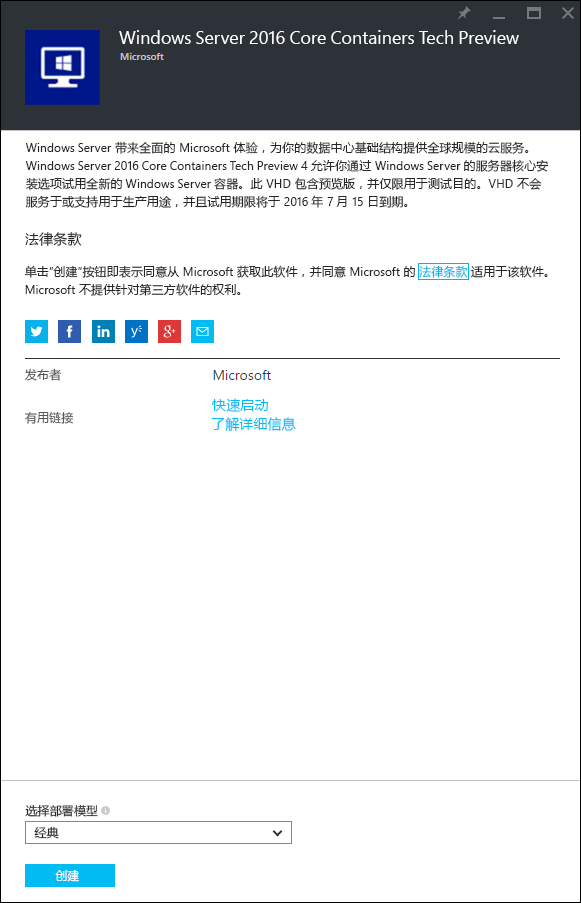 Windows Server 2016 Core Containers Tech Preview
Microsoft
Windows Server 带来全面的 Microsoft 体验，为你的数据中心基础结构提供全球规模的云服务。
Windows Server 2016 Core Containers Tech Preview 4 允许你通过 Windows Server 的服务器核心安
装选项试用全新的 Windows Server 容器。此 VHD 包含预览版，并仅限用于测试目的。VHD 不会
服务于或支持用于生产用途，并且试用期限将于 2016 年 7 月 15 日到期。
法律条款
单击“创建”按钮即表示同意从 Microsoft 获取此软件，并同意 Microsoft 的 法律条款 适用于该软件。
Microsoft 不提供针对第三方软件的权利。
发布者 Microsoft
快速启动
有用链接
了解详细信息
选择部署模型
经典
创建